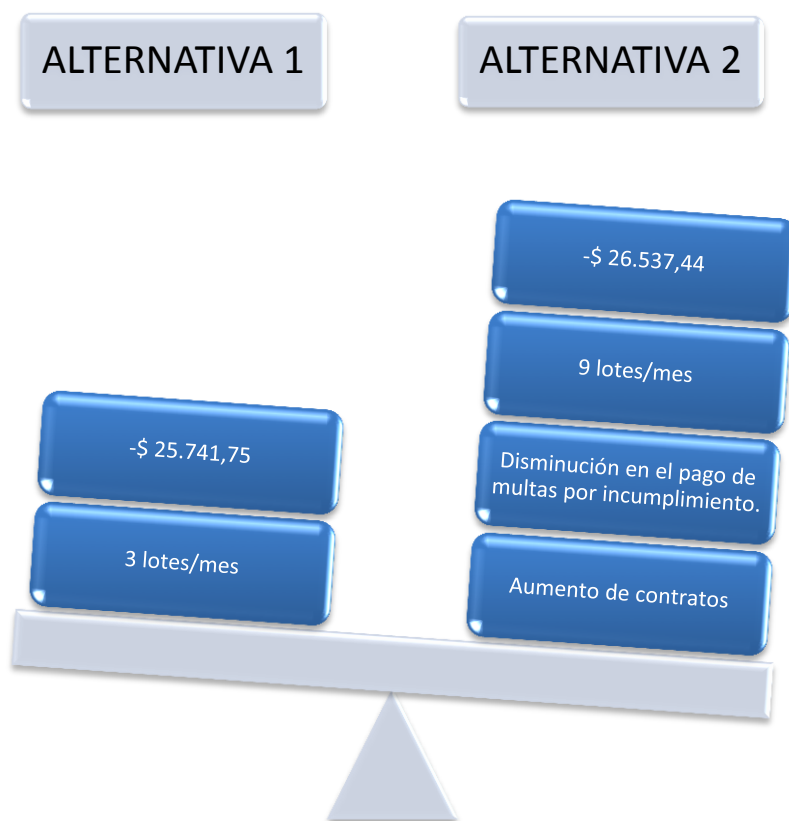 ALTERNATIVA 1
-$ 25.741,75
3 lotes/mes
ALTERNATIVA 2
-$ 26.537,44
9 lotes/mes
Disminución en el pago de
multas por incumplimiento.
Aumento de contratos